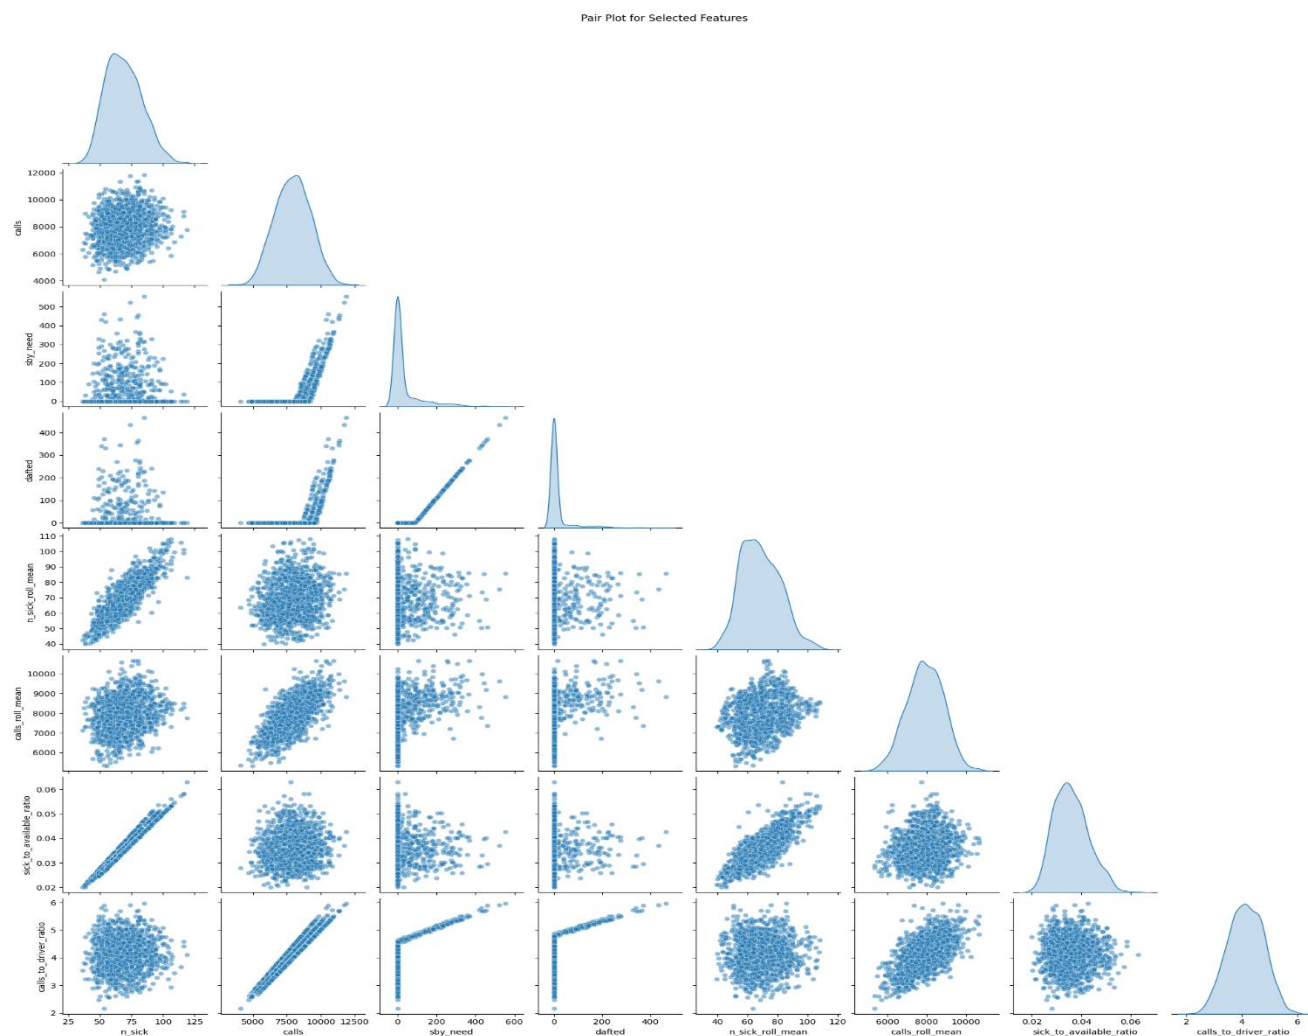 Pair Plot for Selected Features
25 50 75 100 125
12000
10000
8000
6000
4000
calls
500
400
300
200
100
0
sby_need
400
300
200
100
0
dafted
110
100
90
80
70
60
50
40
n_sick_roll_mean
10000
9000
8000
7000
6000
calls_roll_mean
0.06
0.05
0.04
0.03
0.02
sick_to_available_ratio
6
5
4
3
2
calls_to_driver_ratio
25 50 75 100 125
n_sick
5000 7500 10000 12500
calls
0 200 400 600
sby_need
0 200 400
dafted
40 60 80 100 120
n_sick_roll_mean
6000 8000 10000
calls_roll_mean
0.02 0.04 0.06
sick_to_available_ratio
2 4 6
calls_to_driver_ratio